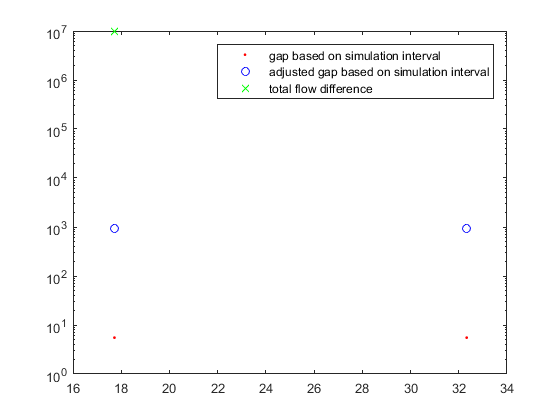 10^7
10^6
10^5
10^4
10^3
10^2
10^1
10^0
gap based on simulation interval
adjusted gap based on simulation interval
total flow difference
16 18 20 22 24 26 28 30 32 34